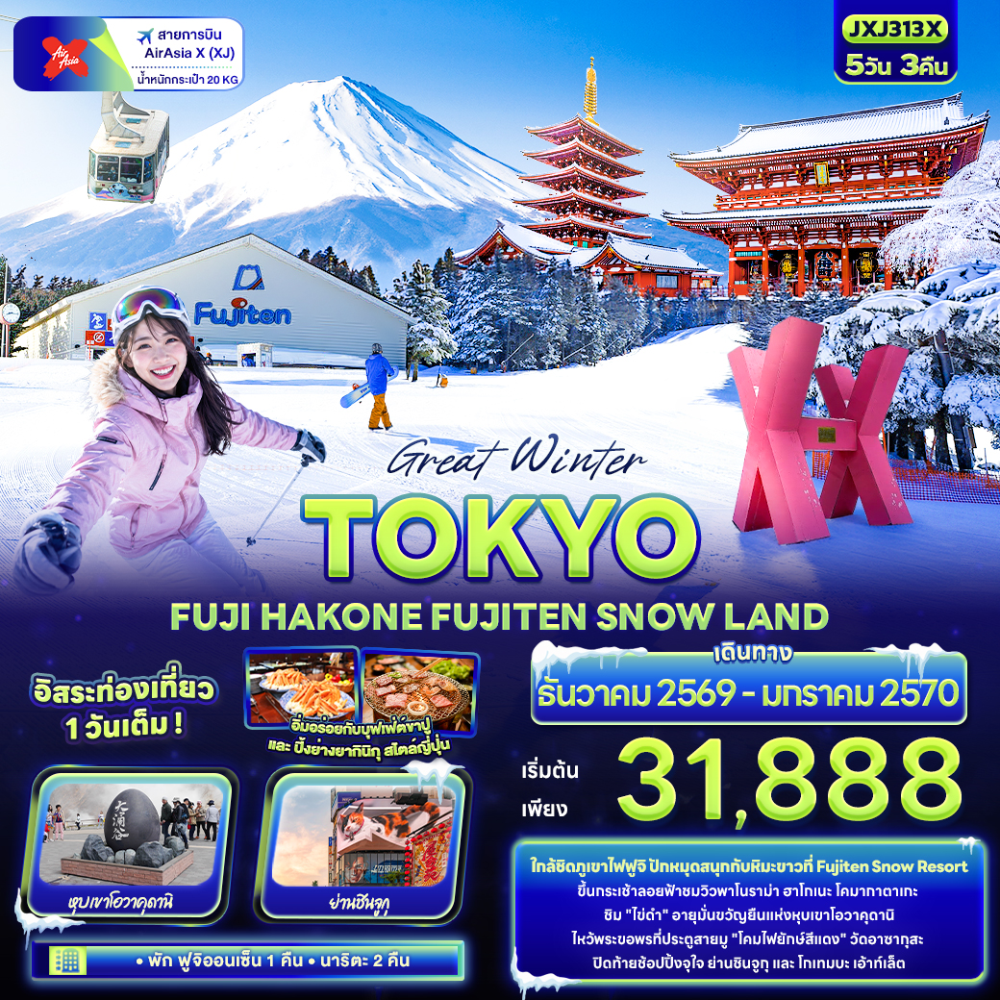 Air
Asia
สายการบิน
AirAsia X (XJ)
น้ำหนักกระเป๋า 20 KG
JXJ313X
5วัน 3คืน
Fujiten
Great Winter
TOKYO
FUJI HAKONE FUJITEN SNOW LAND
อิสระท่องเที่ยว
1 วันเต็ม !
อิ่มอร่อยกับบุฟเฟ่ต์ขาปู
และ ปิ้งย่างยากินิกุ สไตล์ญี่ปุ่น
大涌谷
หุบเขาโอวาคุดานิ
ย่านชินจูกุ
• พัก ฟูจิออนเซ็น 1 คืน • นาริตะ 2 คืน
เดินทาง
ธันวาคม 2569 - มกราคม 2570
เริ่มต้น
เพียง
31,888
ใกล้ชิดภูเขาไฟฟูจิ ปักหมุดสนุกกับหิมะขาวที่ Fujiten Snow Resort
ขึ้นกระเช้าลอยฟ้าชมวิวพาโนราม่า ฮาโกเนะ โคมากาตาเกะ
ชิม "ไข่ดำ" อายุมั่นขวัญยืนแห่งหุบเขาโอวาคุดานิ
ไหว้พระขอพรที่ประตูสายมู "โคมไฟยักษ์สีแดง" วัดอาซากุสะ
ปิดท้ายช้อปปิ้งจุใจ ย่านชินจูกุ และ โกเทมบะ เอ้าท์เล็ต